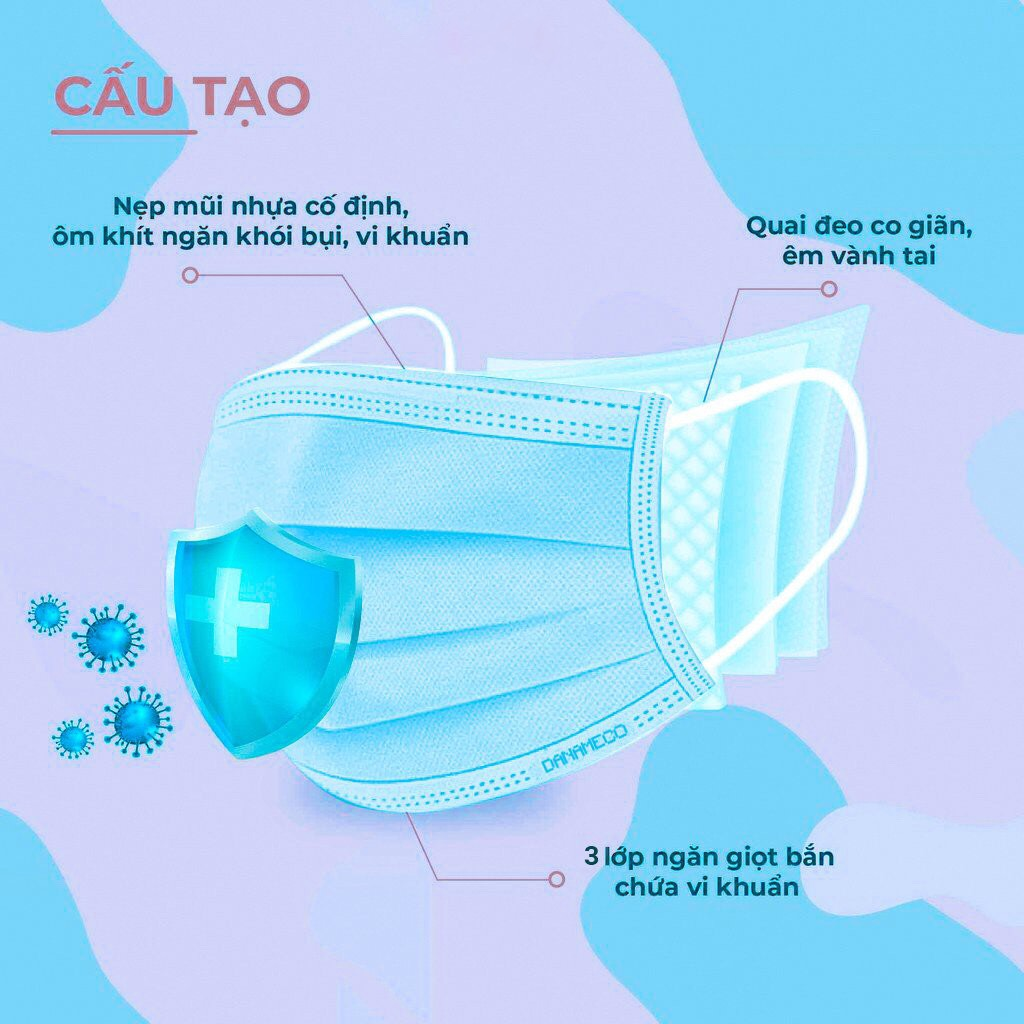 CẤU TẠO
Nẹp mũi nhựa cố định,
ôm khít ngăn khói bụi, vi khuẩn
Quai đeo co giãn,
êm vành tai
DANAMECO
3 lớp ngăn giọt bắn
chứa vi khuẩn